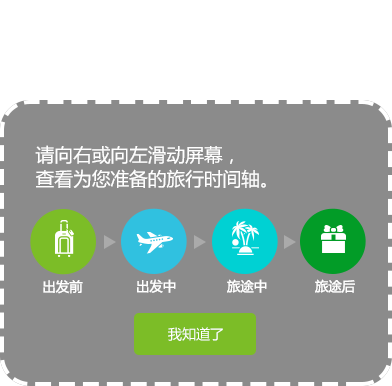 请向右或向左滑动屏幕，
查看为您准备的旅行时间轴。
出发前 出发中 旅途中 旅途后
我知道了